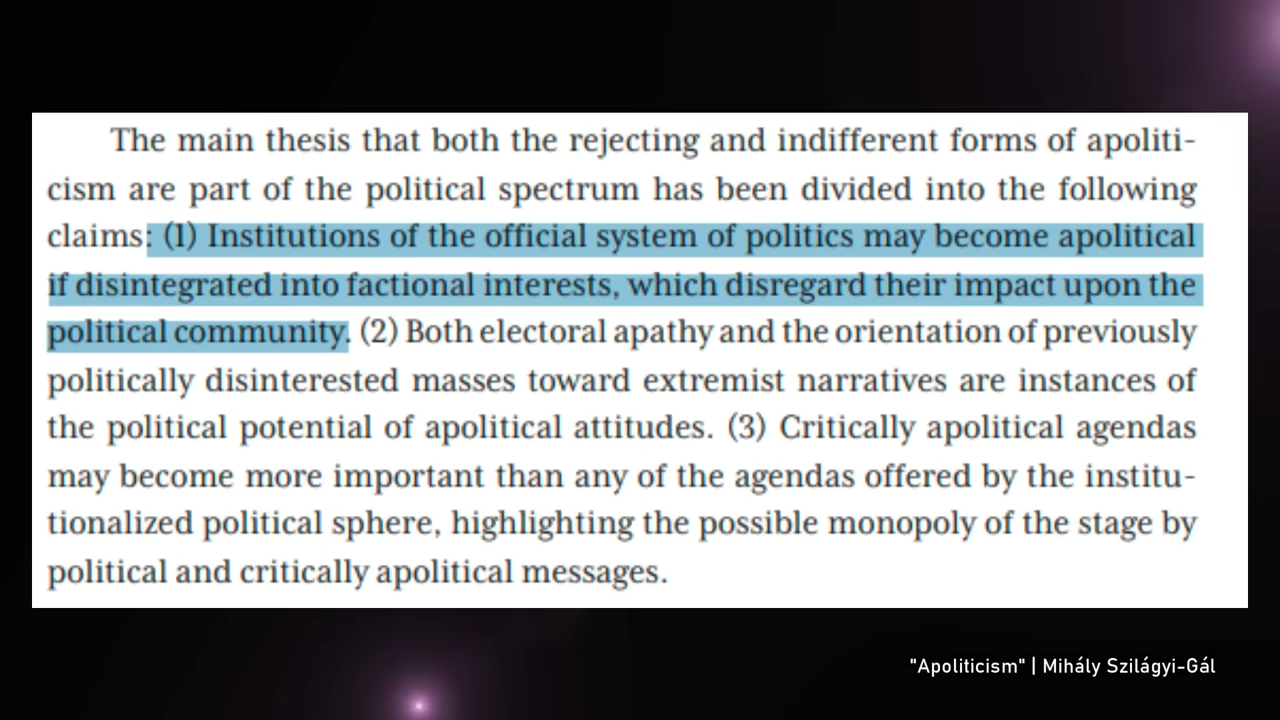 The main thesis that both the rejecting and indifferent forms of apoliti-
cism are part of the political spectrum has been divided into the following
claims: (1) Institutions of the official system of politics may become apolitical
if disintegrated into factional interests, which disregard their impact upon the
political community. (2) Both electoral apathy and the orientation of previously
politically disinterested masses toward extremist narratives are instances of
the political potential of apolitical attitudes. (3) Critically apolitical agendas
may become more important than any of the agendas offered by the institu-
tionalized political sphere, highlighting the possible monopoly of the stage by
political and critically apolitical messages.
"Apoliticism" | Mihály Szilágyi-Gál